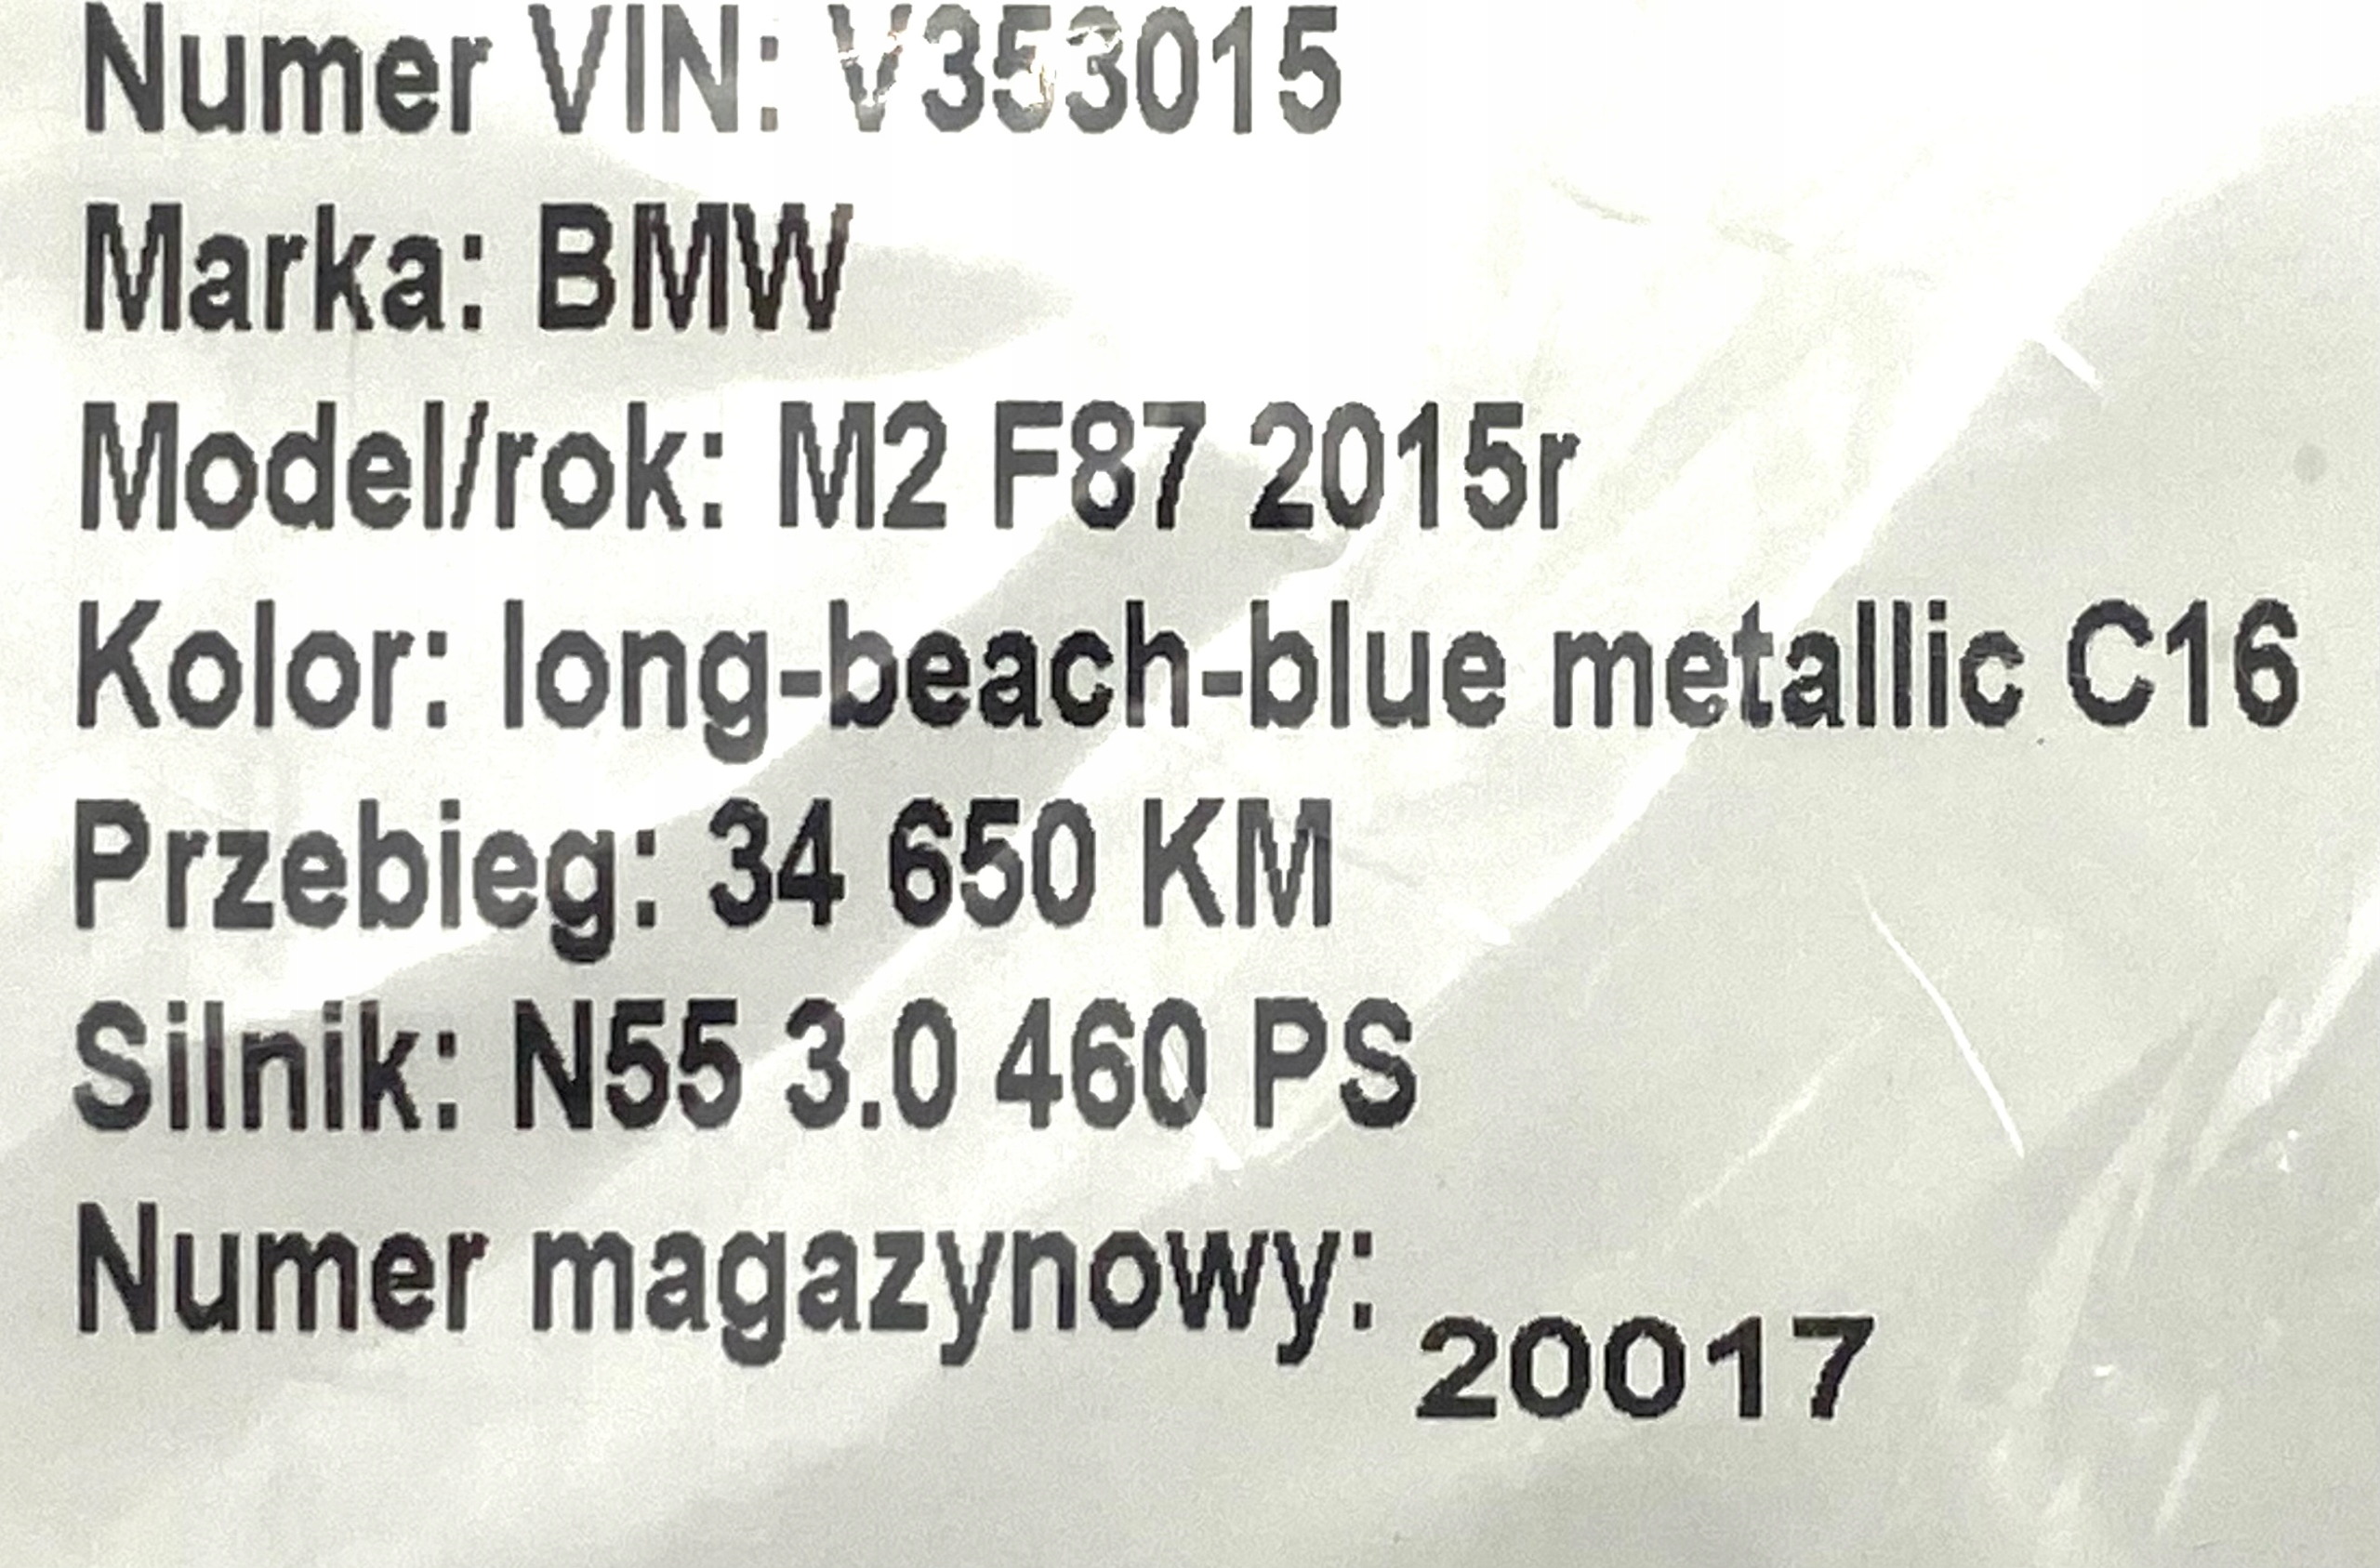 Numer VIN: V353015
Marka: BMW
Model/rok: M2 F87 2015r
Kolor: long-beach-blue metallic C16
Przebieg: 34 650 KM
Silnik: N55 3.0 460 PS
Numer magazynowy: 20017